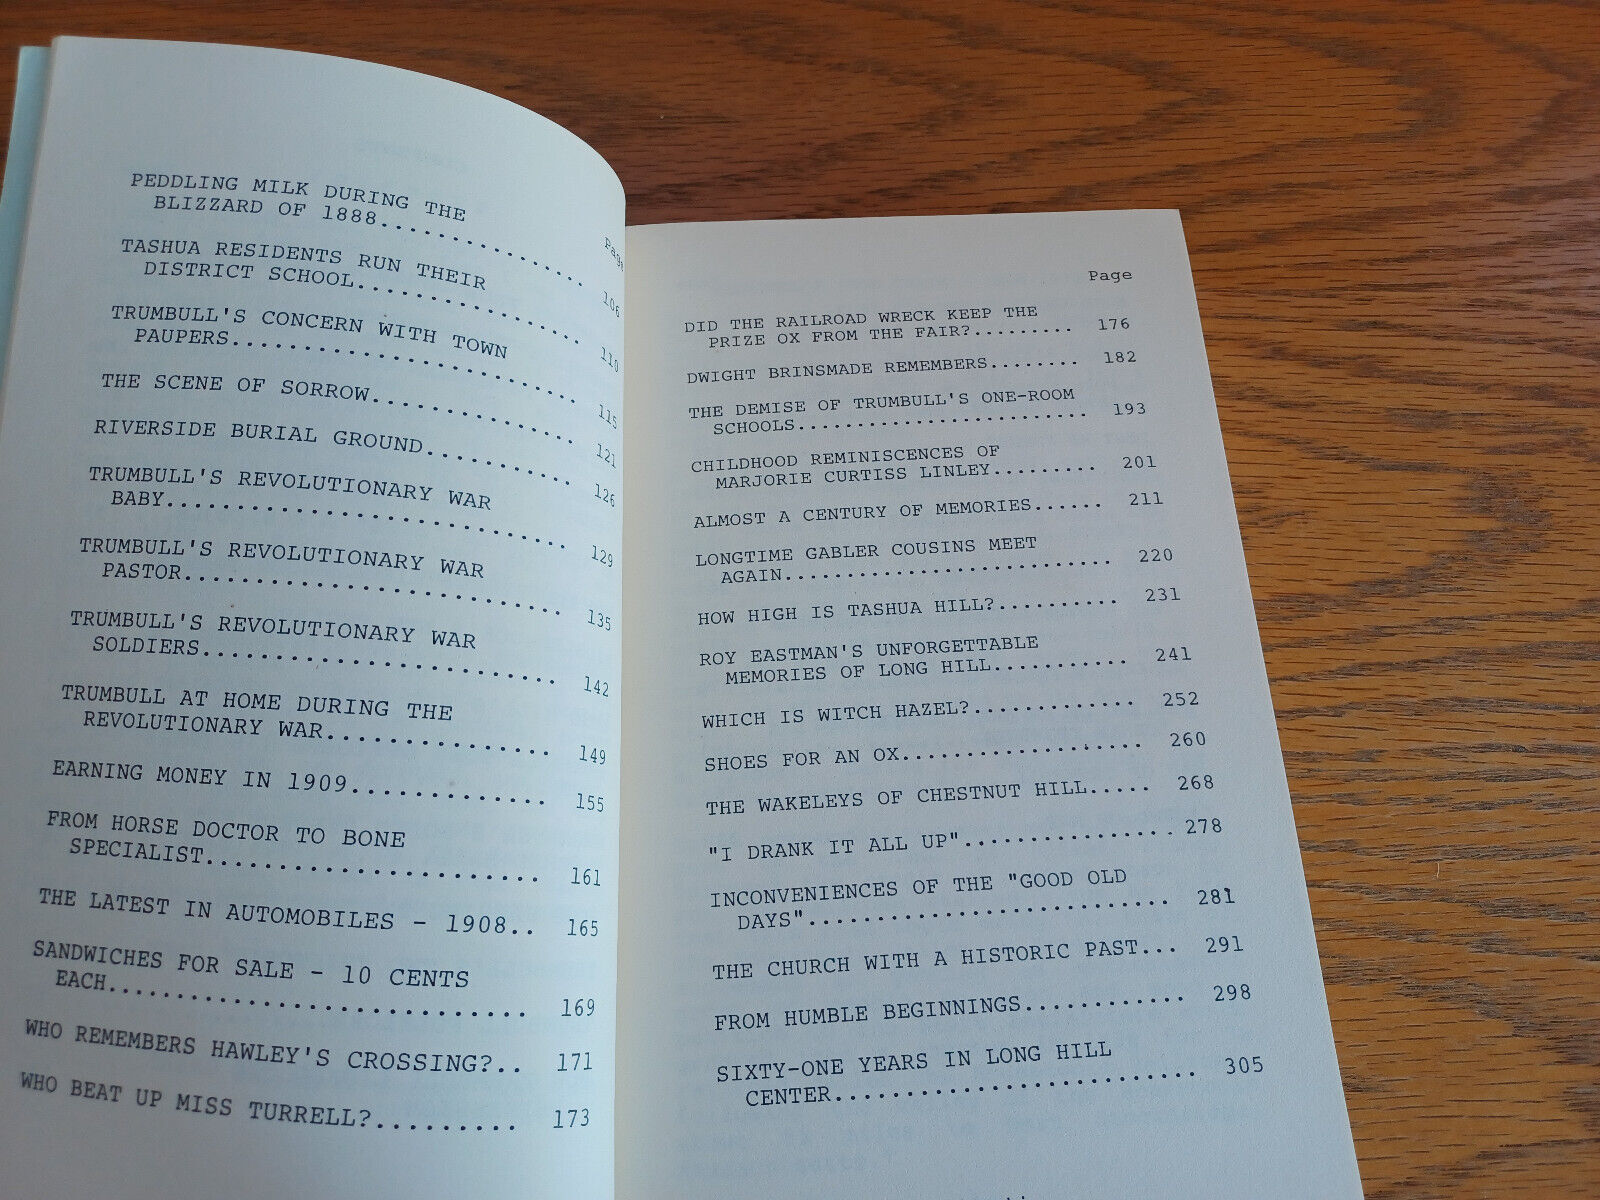 Page
PEDDLING MILK DURING THE
BLIZZARD OF 1888............... 106
TASHUA RESIDENTS RUN THEIR
DISTRICT SCHOOL................ 110
TRUMBULL'S CONCERN WITH TOWN
PAUPERS........................ 115
THE SCENE OF SORROW............... 121
RIVERSIDE BURIAL GROUND........... 126
TRUMBULL'S REVOLUTIONARY WAR
BABY............................ 129
TRUMBULL'S REVOLUTIONARY WAR
PASTOR.......................... 135
TRUMBULL'S REVOLUTIONARY WAR
SOLDIERS........................ 142
TRUMBULL AT HOME DURING THE
REVOLUTIONARY WAR............... 149
EARNING MONEY IN 1909............. 155
FROM HORSE DOCTOR TO BONE
SPECIALIST...................... 161
THE LATEST IN AUTOMOBILES - 1908.. 165
SANDWICHES FOR SALE - 10 CENTS
EACH............................ 169
WHO REMEMBERS HAWLEY'S CROSSING?.. 171
WHO BEAT UP MISS TURRELL?......... 173
Page
DID THE RAILROAD WRECK KEEP THE
PRIZE OX FROM THE FAIR?........ 176
DWIGHT BRINSMADE REMEMBERS........ 182
THE DEMISE OF TRUMBULL'S ONE-ROOM
SCHOOLS........................ 193
CHILDHOOD REMINISCENCES OF
MARJORIE CURTISS LINLEY......... 201
ALMOST A CENTURY OF MEMORIES...... 211
LONGTIME GABLER COUSINS MEET
AGAIN........................... 220
HOW HIGH IS TASHUA HILL?.......... 231
ROY EASTMAN'S UNFORGETTABLE
MEMORIES OF LONG HILL........... 241
WHICH IS WITCH HAZEL?............. 252
SHOES FOR AN OX................... 260
THE WAKELEYS OF CHESTNUT HILL..... 268
"I DRANK IT ALL UP"............... 278
INCONVENIENCES OF THE "GOOD OLD
DAYS"........................... 281
THE CHURCH WITH A HISTORIC PAST... 291
FROM HUMBLE BEGINNINGS............ 298
SIXTY-ONE YEARS IN LONG HILL
CENTER.......................... 305